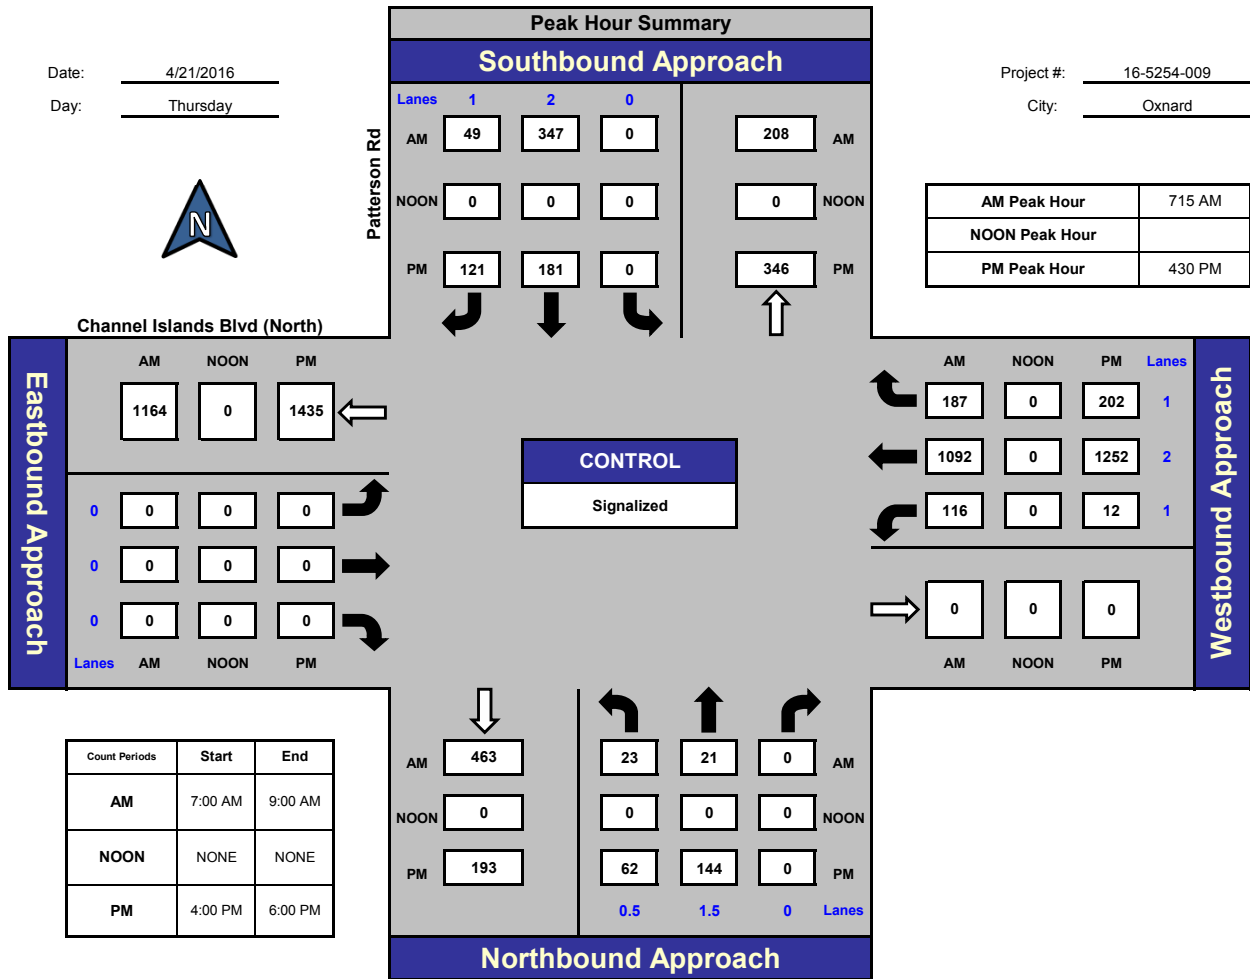 Peak Hour Summary
Southbound Approach
Date: 4/21/2016
Day: Thursday
Project #: 16-5254-009
City: Oxnard
Patterson Rd
Lanes 1 2 0
AM 49 347 0 208 AM
NOON 0 0 0 0 NOON
PM 121 181 0 346 PM
N
AM Peak Hour 715 AM
NOON Peak Hour
PM Peak Hour 430 PM
Channel Islands Blvd (North)
Eastbound Approach
AM NOON PM
1164 0 1435
0 0 0 0
0 0 0 0
0 0 0 0
Lanes AM NOON PM
CONTROL
Signalized
AM NOON PM Lanes
187 0 202 1
1092 0 1252 2
116 0 12 1
0 0 0
AM NOON PM
Westbound Approach
Count Periods Start End
AM 7:00 AM 9:00 AM
NOON NONE NONE
PM 4:00 PM 6:00 PM
AM 463 23 21 0 AM
NOON 0 0 0 0 NOON
PM 193 62 144 0 PM
0.5 1.5 0 Lanes
Northbound Approach